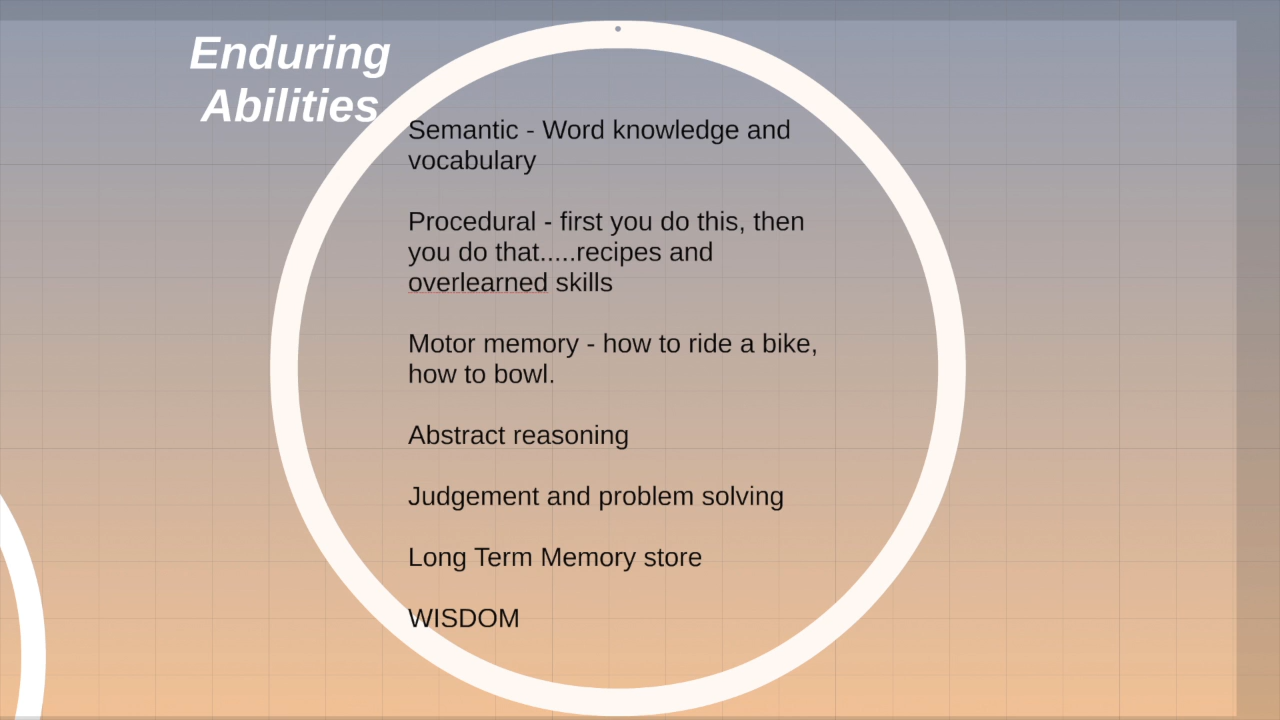 Enduring
Abilities
Semantic - Word knowledge and
vocabulary
Procedural - first you do this, then
you do that.....recipes and
overlearned skills
Motor memory - how to ride a bike,
how to bowl.
Abstract reasoning
Judgement and problem solving
Long Term Memory store
WISDOM